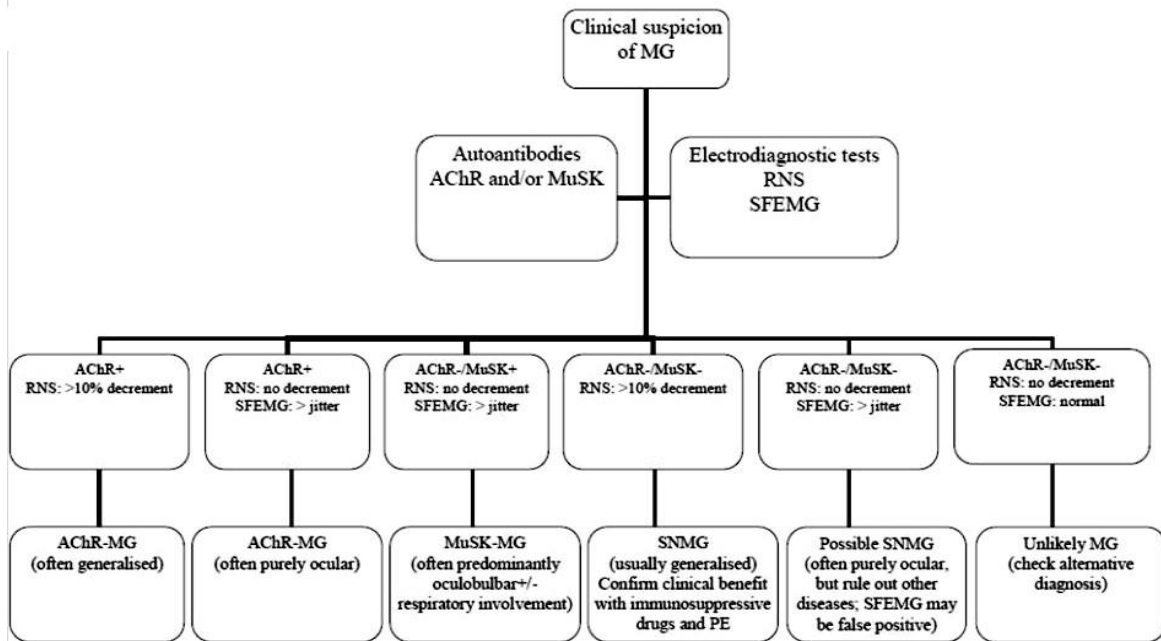 Clinical suspicion
of MG
Autoantibodies
AChR and/or MuSK
Electrodiagnostic tests
RNS
SFEMG
AChR+
RNS: >10% decrement
AChR+
RNS: no decrement
SFEMG: > jitter
AChR-/MuSK+
RNS: no decrement
SFEMG: > jitter
AChR-/MuSK-
RNS: >10% decrement
AChR-/MuSK-
RNS: no decrement
SFEMG: > jitter
AChR-/MuSK-
RNS: no decrement
SFEMG: normal
AChR-MG
(often generalised)
AChR-MG
(often purely ocular)
MuSK-MG
(often predominantly
oculobulbar+/-
respiratory involvement)
SNMG
(usually generalised)
Confirm clinical benefit
with immunosuppressive
drugs and PE
Possible SNMG
(often purely ocular,
but rule out other
diseases; SFEMG may
be false positive)
Unlikely MG
(check alternative
diagnosis)